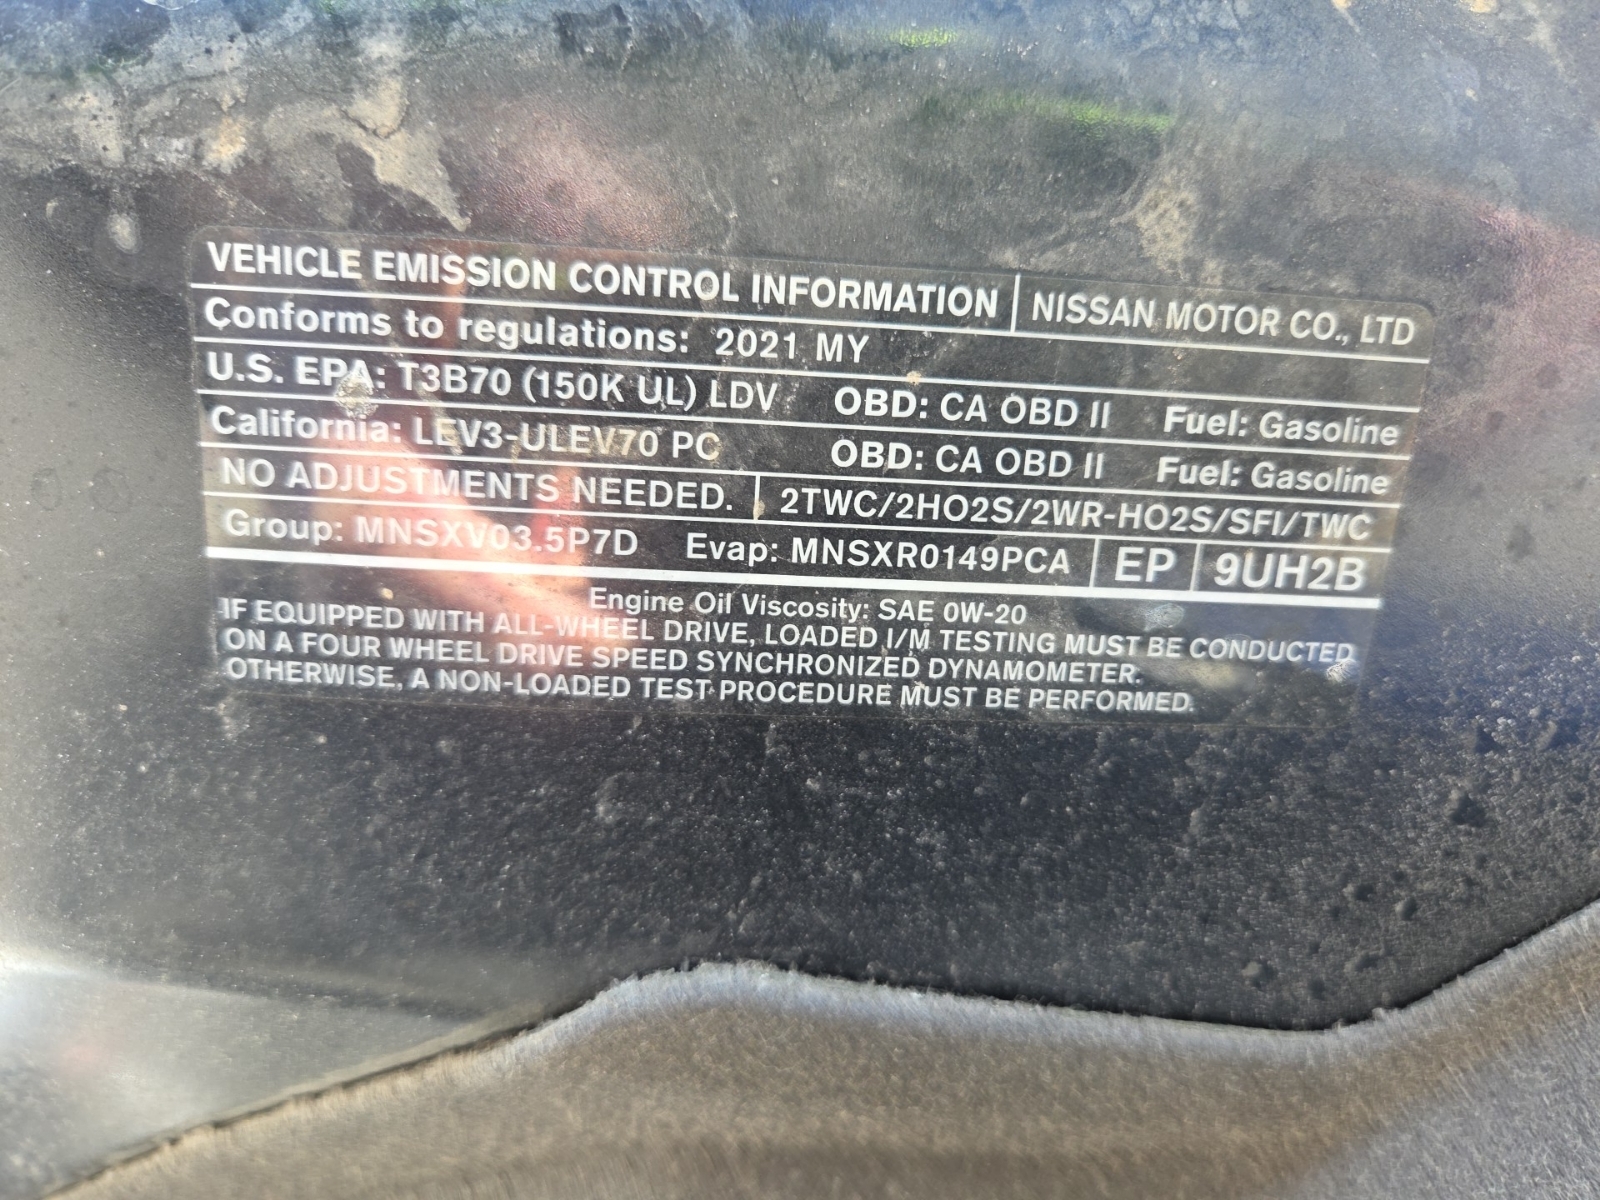 VEHICLE EMISSION CONTROL INFORMATION NISSAN MOTOR CO., LTD
Conforms to regulations: 2021 MY
U.S. EPA: T3B70 (150K UL) LDV OBD: CA OBD II Fuel: Gasoline
California: LEV3-ULEV70 PC OBD: CA OBD II Fuel: Gasoline
NO ADJUSTMENTS NEEDED. 2TWC/2HO2S/2WR-HO2S/SFI/TWC
Group: MNSXV03.5P7D Evap: MNSXR0149PCA EP 9UH2B
Engine Oil Viscosity: SAE 0W-20
IF EQUIPPED WITH ALL-WHEEL DRIVE, LOADED I/M TESTING MUST BE CONDUCTED
ON A FOUR WHEEL DRIVE SPEED SYNCHRONIZED DYNAMOMETER.
OTHERWISE, A NON-LOADED TEST PROCEDURE MUST BE PERFORMED.